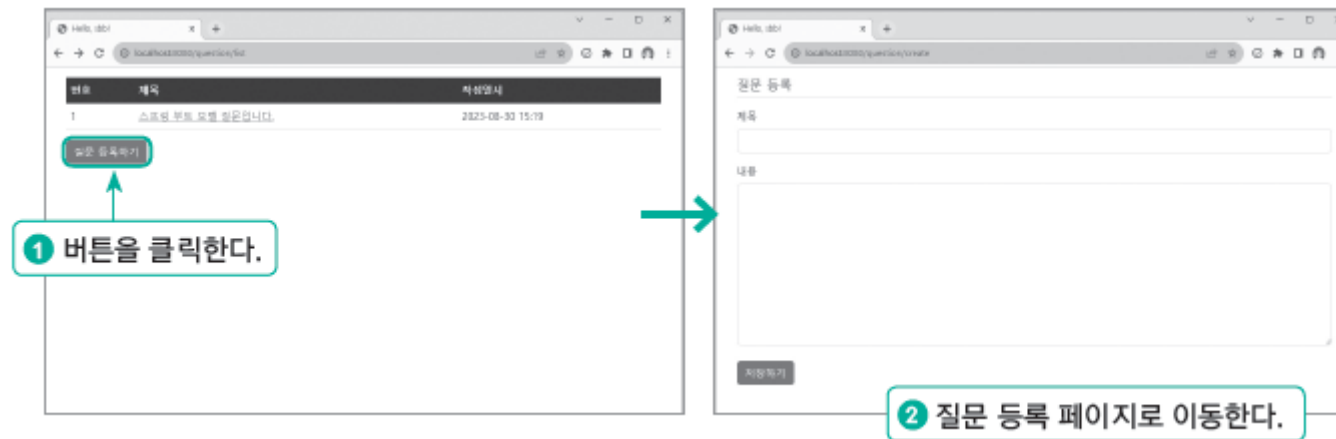 Hello, sbb!
localhost:8080/question/list
번호 제목 작성일시
1 스프링 부트 모델 질문입니다. 2023-08-30 15:19
질문 등록하기
1 버튼을 클릭한다.
Hello, sbb!
localhost:8080/question/create
질문 등록
제목
내용
저장하기
2 질문 등록 페이지로 이동한다.